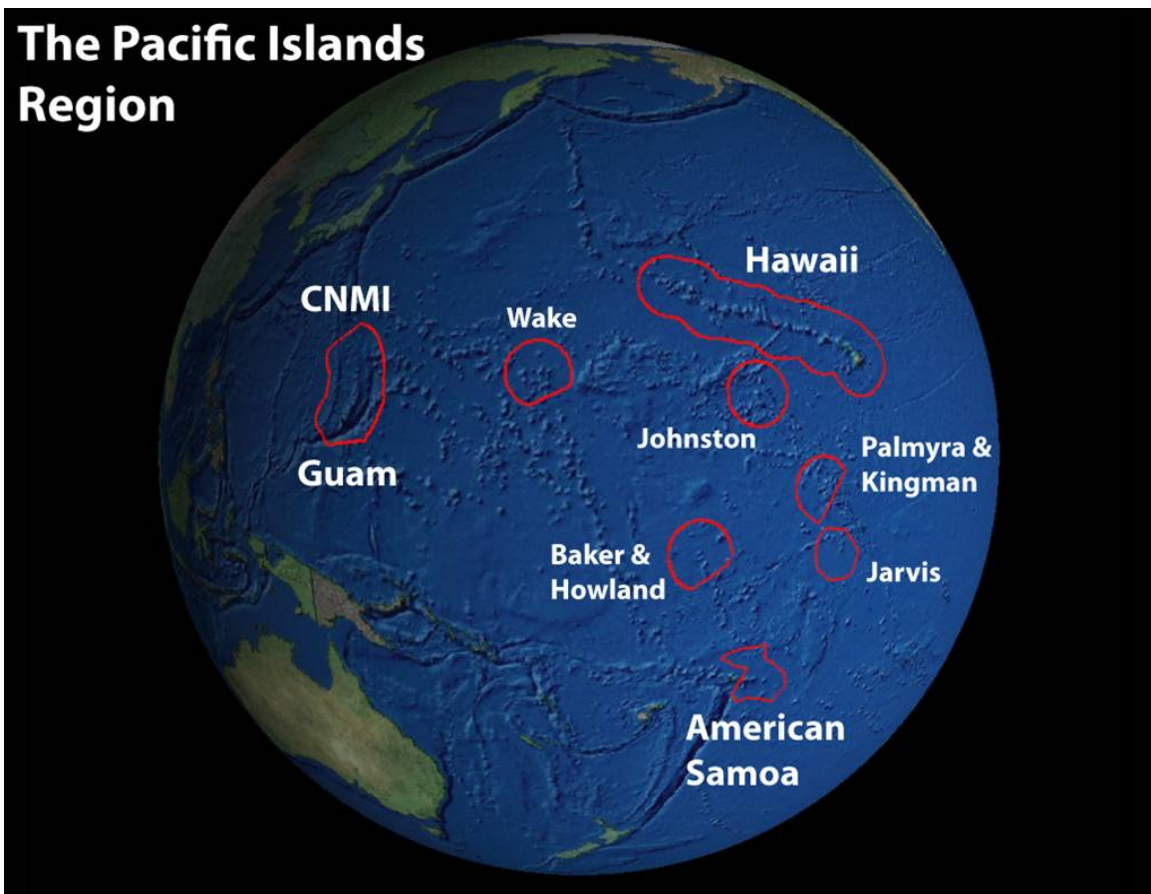 The Pacific Islands
Region
Hawaii
CNMI
Wake
Johnston
Palmyra &
Kingman
Guam
Baker &
Howland
Jarvis
American
Samoa